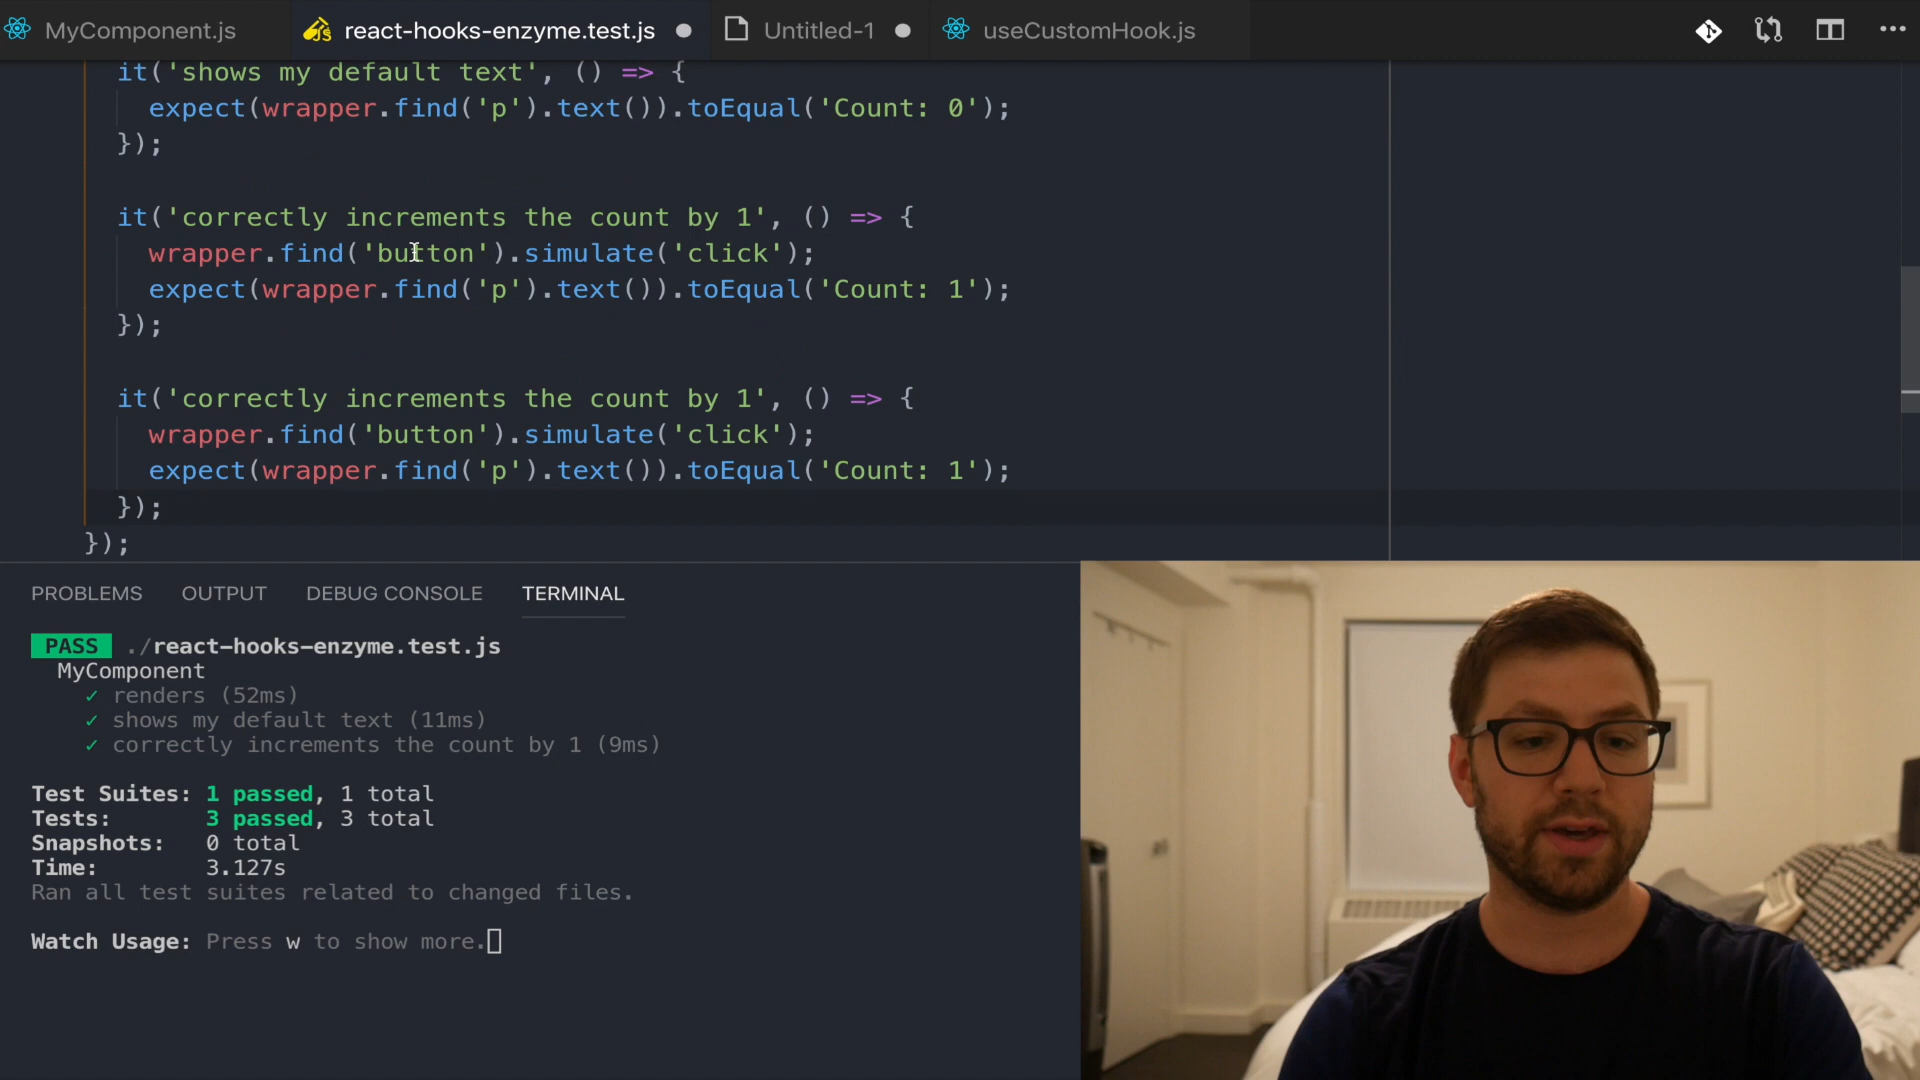 MyComponent.js
react-hooks-enzyme.test.js
Untitled-1
useCustomHook.js
it('shows my default text', () => {
expect(wrapper.find('p').text()).toEqual('Count: 0');
});
it('correctly increments the count by 1', () => {
wrapper.find('button').simulate('click');
expect(wrapper.find('p').text()).toEqual('Count: 1');
});
it('correctly increments the count by 1', () => {
wrapper.find('button').simulate('click');
expect(wrapper.find('p').text()).toEqual('Count: 1');
});
});
PROBLEMS OUTPUT DEBUG CONSOLE TERMINAL
PASS ./react-hooks-enzyme.test.js
MyComponent
✓ renders (52ms)
✓ shows my default text (11ms)
✓ correctly increments the count by 1 (9ms)
Test Suites: 1 passed, 1 total
Tests: 3 passed, 3 total
Snapshots: 0 total
Time: 3.127s
Ran all test suites related to changed files.
Watch Usage: Press w to show more.